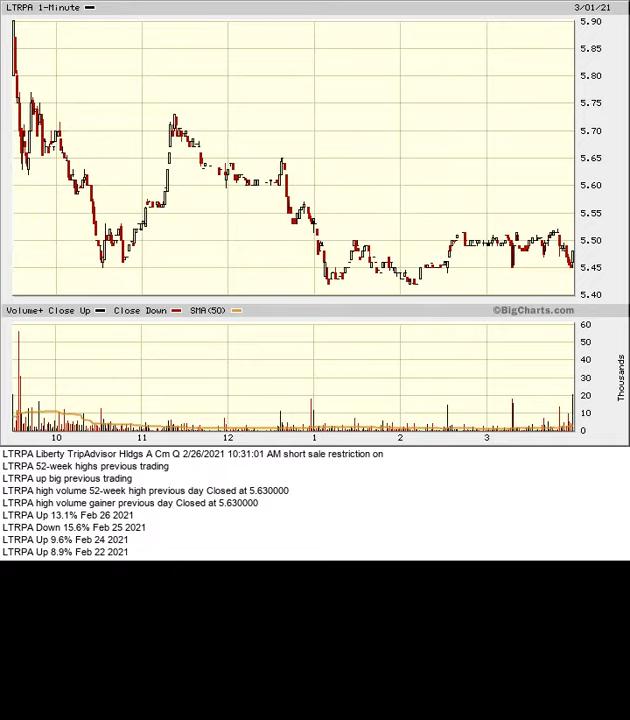 LTRPA 1-Minute 3/01/21
5.90
5.85
5.80
5.75
5.70
5.65
5.60
5.55
5.50
5.45
5.40
Volume+ Close Up Close Down SMA(50) ©BigCharts.com
60
50
40
30
20
10
0
Thousands
10 11 12 1 2 3
LTRPA Liberty TripAdvisor Hldgs A Cm Q 2/26/2021 10:31:01 AM short sale restriction on
LTRPA 52-week highs previous trading
LTRPA up big previous trading
LTRPA high volume 52-week high previous day Closed at 5.630000
LTRPA high volume gainer previous day Closed at 5.630000
LTRPA Up 13.1% Feb 26 2021
LTRPA Down 15.6% Feb 25 2021
LTRPA Up 9.6% Feb 24 2021
LTRPA Up 8.9% Feb 22 2021